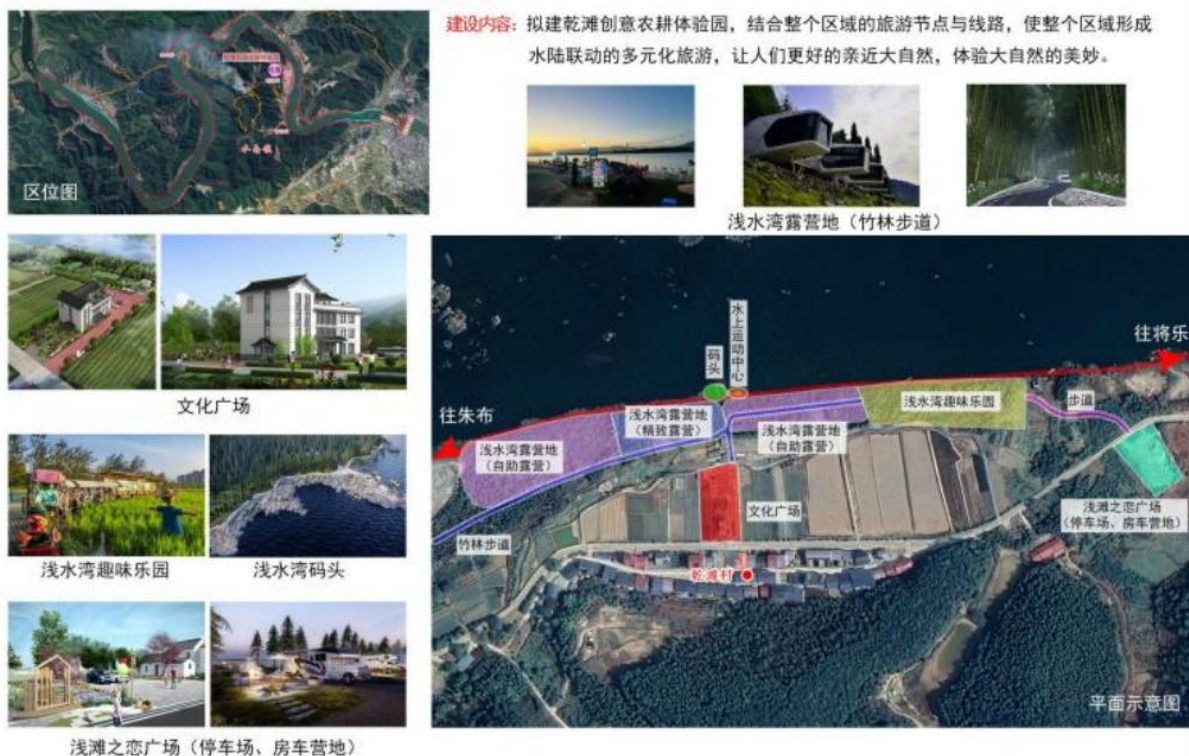 建设内容：拟建乾滩创意农耕体验园，结合整个区域的旅游节点与线路，使整个区域形成
水陆联动的多元化旅游，让人们更好的亲近大自然，体验大自然的美妙。
区位图
浅水湾露营地（竹林步道）
文化广场
浅水湾趣味乐园
浅水湾码头
浅滩之恋广场（停车场、房车营地）
往将乐
水上运动中心
码头
往朱布
浅水湾露营地
（精致露营）
浅水湾趣味乐园
步道
浅水湾露营地
（自助露营）
浅水湾露营地
（自助露营）
文化广场
浅滩之恋广场
（停车场、房车营地）
竹林步道
乾滩村
平面示意图